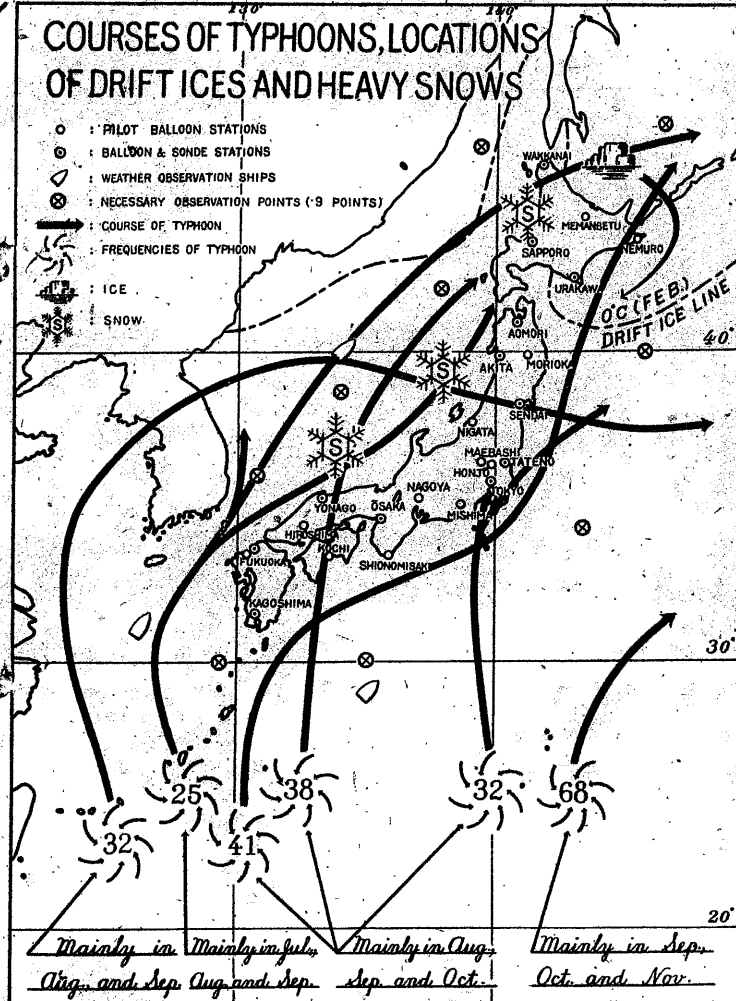 130°
140°
COURSES OF TYPHOONS, LOCATIONS
OF DRIFT ICES AND HEAVY SNOWS
: PILOT BALLOON STATIONS
: BALLOON & SONDE STATIONS
: WEATHER OBSERVATION SHIPS
: NECESSARY OBSERVATION POINTS (9 POINTS)
: COURSE OF TYPHOON
: FREQUENCIES OF TYPHOON
: ICE
S : SNOW
WAKKANAI
S
MEMANBETU
SAPPORO
NEMURO
URAKAWA
0°C (FEB.)
DRIFT ICE LINE
AOMORI
40°
AKITA
MORIOKA
S
SENDAI
NIGATA
S
MAEBASHI
HONJO
TATENO
TOKYO
NAGOYA
YONAGO
OSAKA
MISHIMA
HIROSHIMA
KOCHI
FUKUOKA
SHIONOMISAKI
KAGOSHIMA
30°
25
38
32
68
32
41
20°
Mainly in
Aug., and Sep.
Mainly in Jul.,
Aug. and Sep.
Mainly in Aug.,
Sep. and Oct.
Mainly in Sep.,
Oct. and Nov.